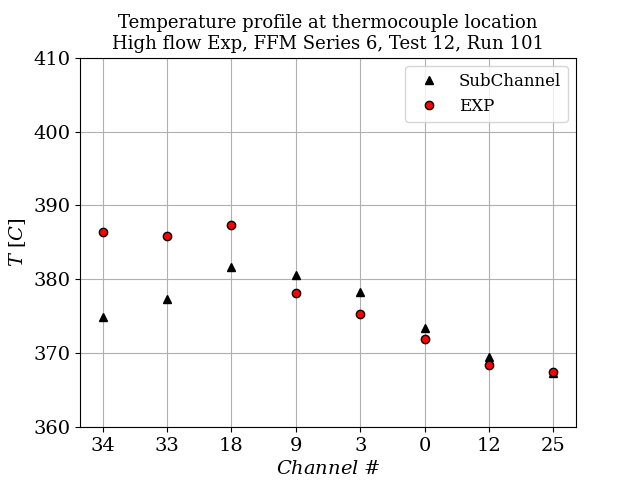 Temperature profile at thermocouple location
High flow Exp, FFM Series 6, Test 12, Run 101
410
400
390
380
370
360
T [C]
SubChannel
EXP
34 33 18 9 3 0 12 25
Channel #